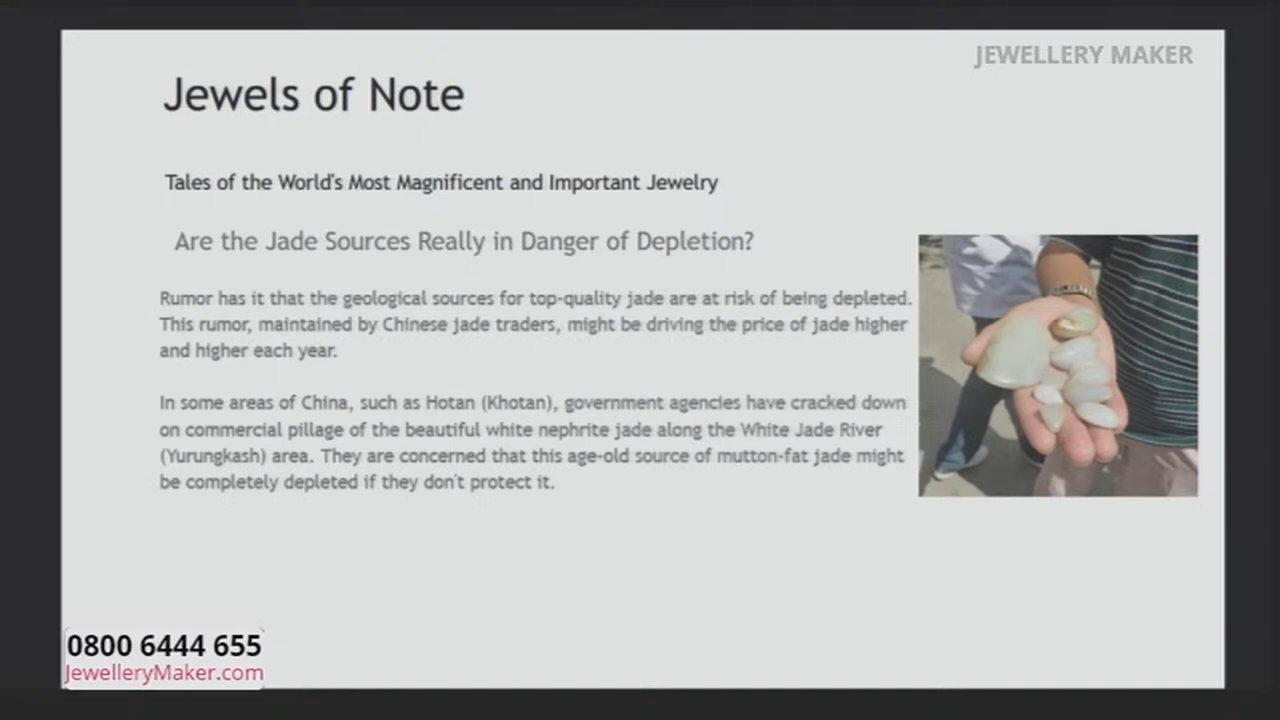 JEWELLERY MAKER
Jewels of Note
Tales of the World's Most Magnificent and Important Jewelry
Are the Jade Sources Really in Danger of Depletion?
Rumor has it that the geological sources for top-quality jade are at risk of being depleted.
This rumor, maintained by Chinese jade traders, might be driving the price of jade higher
and higher each year.
In some areas of China, such as Hotan (Khotan), government agencies have cracked down
on commercial pillage of the beautiful white nephrite jade along the White Jade River
(Yurungkash) area. They are concerned that this age-old source of mutton-fat jade might
be completely depleted if they don't protect it.
0800 6444 655
JewelleryMaker.com